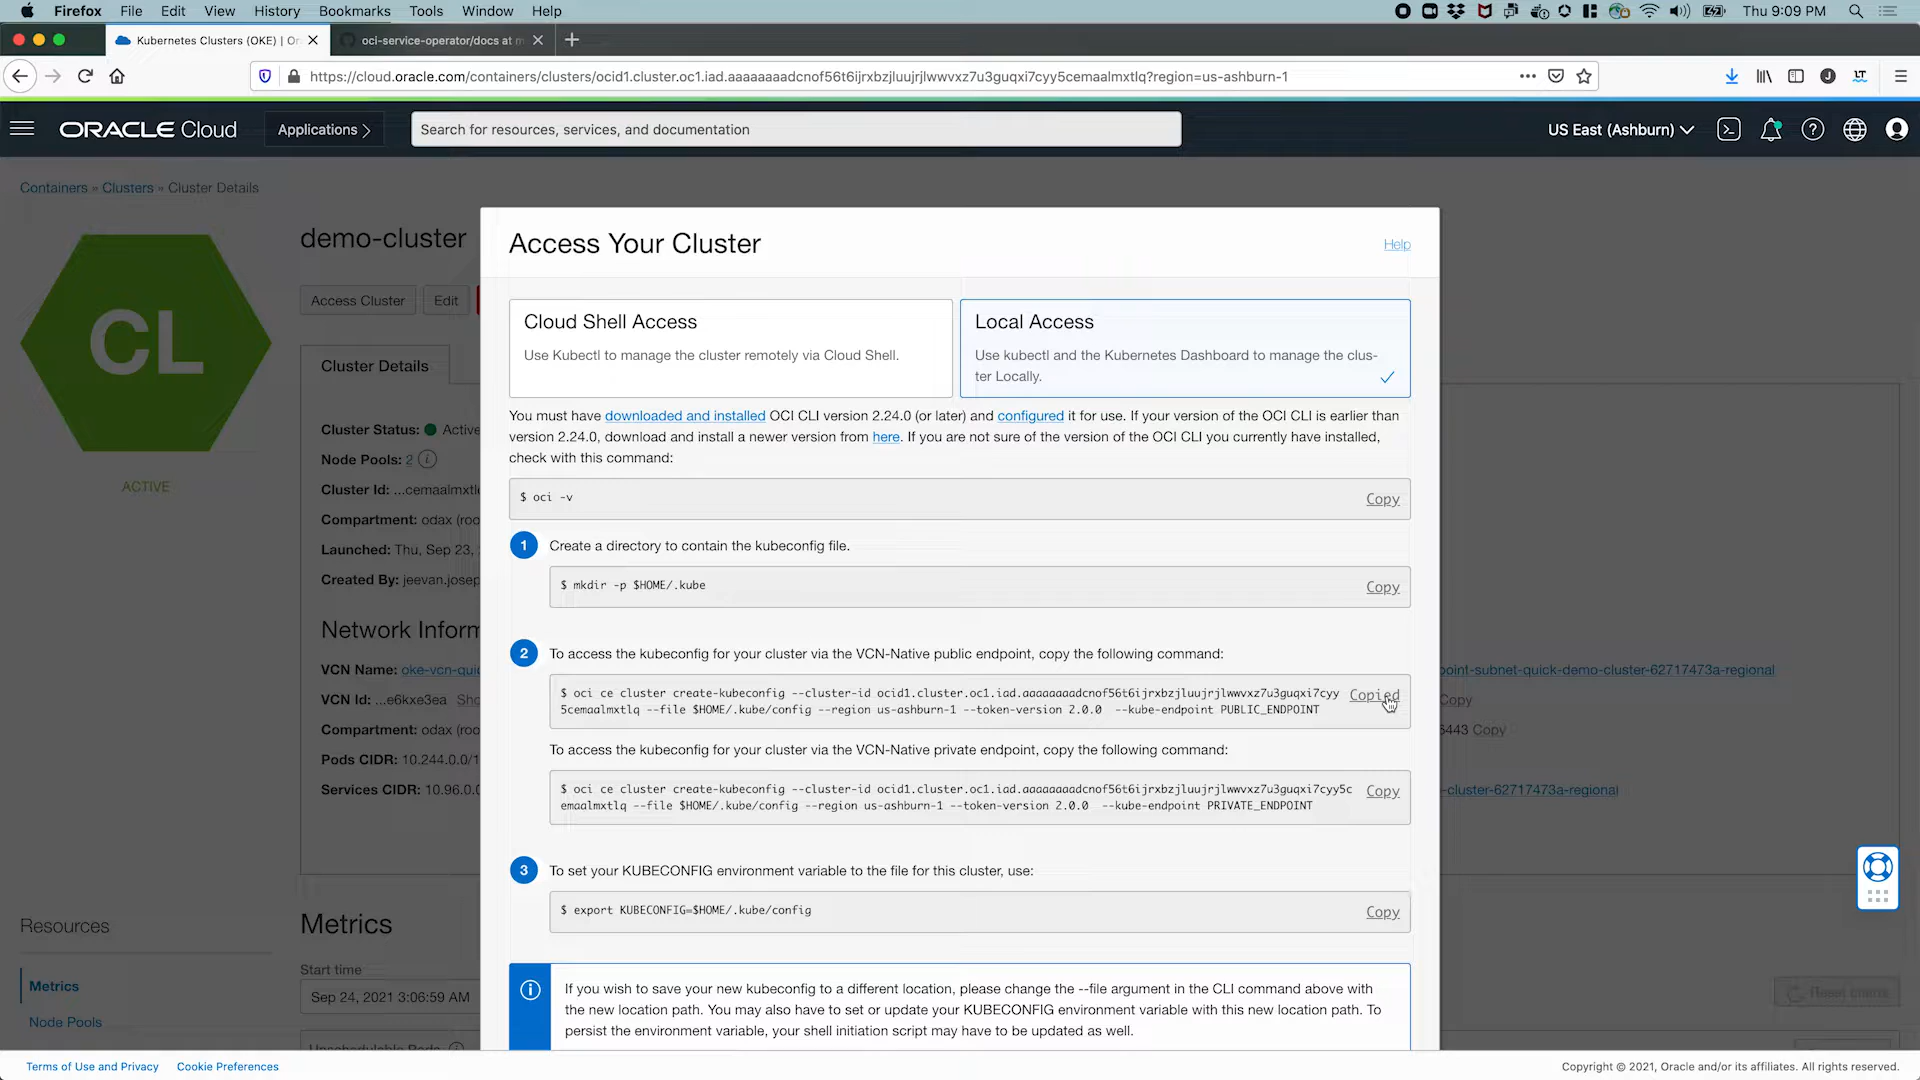 Firefox File Edit View History Bookmarks Tools Window Help Thu 9:09 PM
Kubernetes Clusters (OKE) | Or
oci-service-operator/docs at m
https://cloud.oracle.com/containers/clusters/ocid1.cluster.oc1.iad.aaaaaaaadcnof56t6ijrxbzjluujrjlwwvxz7u3guqxi7cyy5cemaalmxtlq?region=us-ashburn-1
ORACLE Cloud
Applications
Search for resources, services, and documentation
US East (Ashburn)
Containers » Clusters » Cluster Details
CL
ACTIVE
demo-cluster
Access Cluster
Edit
Cluster Details
Cluster Status: Active
Node Pools: 2
Cluster Id: ...cemaalmxtl
Compartment: odax (roo
Launched: Thu, Sep 23,
Created By: jeevan.josep
Network Inform
VCN Name: oke-vcn-qui
VCN Id: ...e6kxe3ea Sho
Compartment: odax (roo
Pods CIDR: 10.244.0.0/1
Services CIDR: 10.96.0.0
Access Your Cluster
Help
Cloud Shell Access
Use Kubectl to manage the cluster remotely via Cloud Shell.
Local Access
Use kubectl and the Kubernetes Dashboard to manage the clus-
ter Locally.
You must have downloaded and installed OCI CLI version 2.24.0 (or later) and configured it for use. If your version of the OCI CLI is earlier than
version 2.24.0, download and install a newer version from here. If you are not sure of the version of the OCI CLI you currently have installed,
check with this command:
$ oci -v
Copy
1 Create a directory to contain the kubeconfig file.
$ mkdir -p $HOME/.kube
Copy
2 To access the kubeconfig for your cluster via the VCN-Native public endpoint, copy the following command:
$ oci ce cluster create-kubeconfig --cluster-id ocid1.cluster.oc1.iad.aaaaaaaadcnof56t6ijrxbzjluujrjlwwvxz7u3guqxi7cyy
5cemaalmxtlq --file $HOME/.kube/config --region us-ashburn-1 --token-version 2.0.0 --kube-endpoint PUBLIC_ENDPOINT
Copied
To access the kubeconfig for your cluster via the VCN-Native private endpoint, copy the following command:
$ oci ce cluster create-kubeconfig --cluster-id ocid1.cluster.oc1.iad.aaaaaaaadcnof56t6ijrxbzjluujrjlwwvxz7u3guqxi7cyy5c
emaalmxtlq --file $HOME/.kube/config --region us-ashburn-1 --token-version 2.0.0 --kube-endpoint PRIVATE_ENDPOINT
Copy
3 To set your KUBECONFIG environment variable to the file for this cluster, use:
$ export KUBECONFIG=$HOME/.kube/config
Copy
If you wish to save your new kubeconfig to a different location, please change the --file argument in the CLI command above with
the new location path. You may also have to set or update your KUBECONFIG environment variable with this new location path. To
persist the environment variable, your shell initiation script may have to be updated as well.
point-subnet-quick-demo-cluster-62717473a-regional
Copy
6443 Copy
-cluster-62717473a-regional
Resources
Metrics
Node Pools
Metrics
Start time
Sep 24, 2021 3:06:59 AM
Unschedulable Pods
Reset charts
Terms of Use and Privacy Cookie Preferences
Copyright © 2021, Oracle and/or its affiliates. All rights reserved.